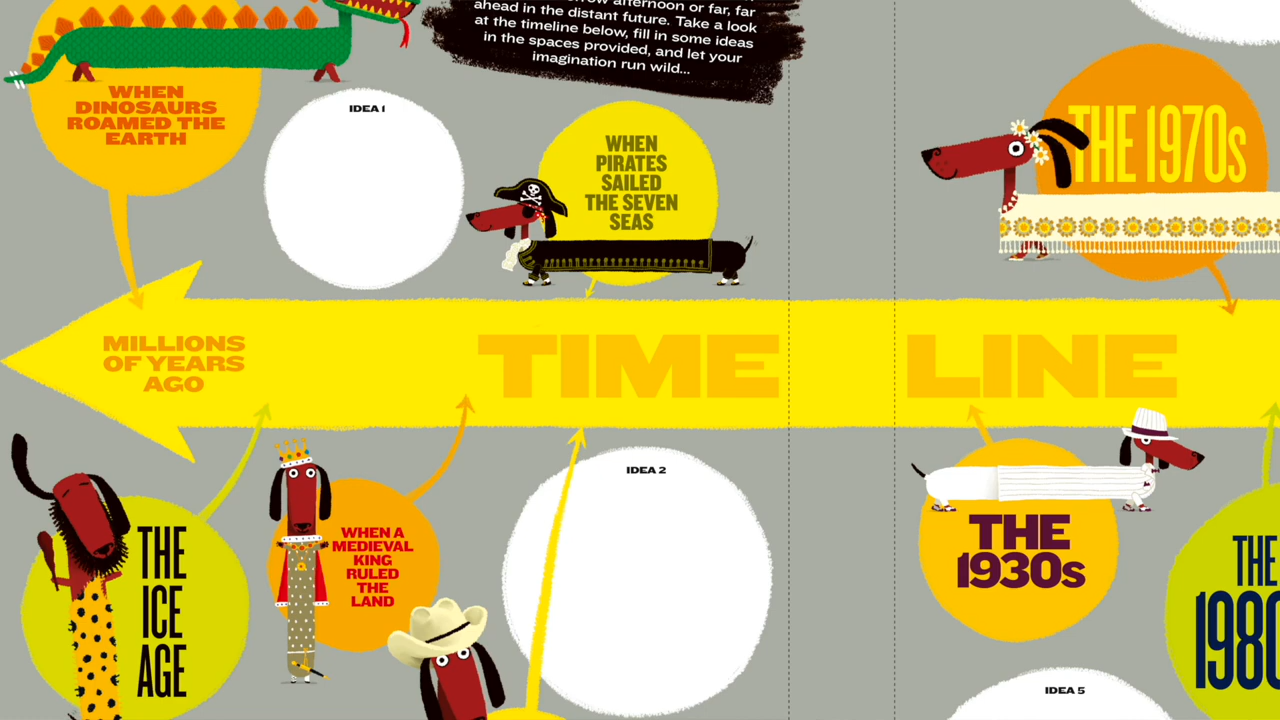 ahead in the distant future. Take a look
at the timeline below, fill in some ideas
in the spaces provided, and let your
imagination run wild...
WHEN
DINOSAURS
ROAMED THE
EARTH
IDEA 1
WHEN
PIRATES
SAILED
THE SEVEN
SEAS
THE 1970s
MILLIONS
OF YEARS
AGO
TIME LINE
THE
ICE
AGE
WHEN A
MEDIEVAL
KING
RULED
THE
LAND
IDEA 2
THE
1930s
THE
IDEA 5